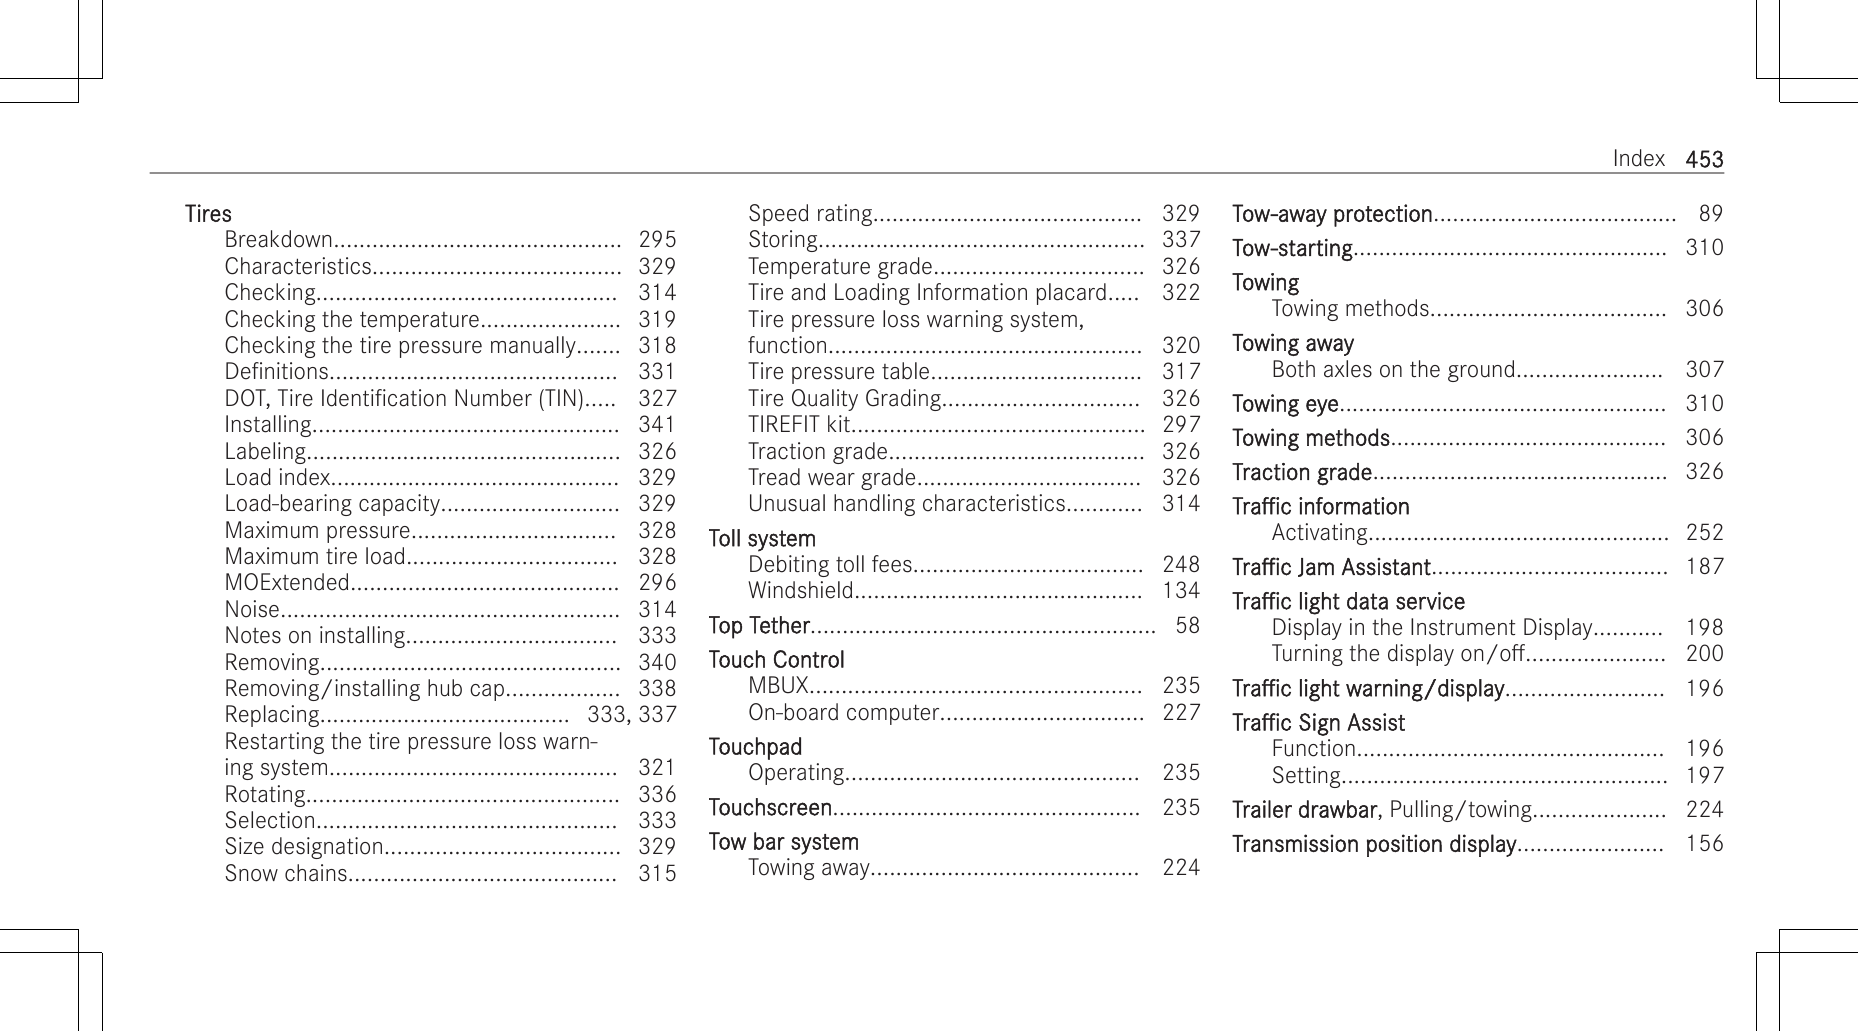 Index 453
Tires
Breakdown............................................. 295
Characteristics....................................... 329
Checking............................................... 314
Checking the temperature...................... 319
Checking the tire pressure manually....... 318
Definitions............................................. 331
DOT, Tire Identification Number (TIN)..... 327
Installing................................................ 341
Labeling................................................. 326
Load index............................................. 329
Load-bearing capacity............................ 329
Maximum pressure................................ 328
Maximum tire load................................. 328
MOExtended.......................................... 296
Noise..................................................... 314
Notes on installing................................. 333
Removing............................................... 340
Removing/installing hub cap.................. 338
Replacing....................................... 333, 337
Restarting the tire pressure loss warn-
ing system............................................. 321
Rotating................................................. 336
Selection............................................... 333
Size designation..................................... 329
Snow chains.......................................... 315
Speed rating.......................................... 329
Storing................................................... 337
Temperature grade................................. 326
Tire and Loading Information placard..... 322
Tire pressure loss warning system,
function................................................. 320
Tire pressure table................................. 317
Tire Quality Grading............................... 326
TIREFIT kit.............................................. 297
Traction grade........................................ 326
Tread wear grade................................... 326
Unusual handling characteristics............ 314
Toll system
Debiting toll fees.................................... 248
Windshield............................................. 134
Top Tether...................................................... 58
Touch Control
MBUX.................................................... 235
On-board computer................................ 227
Touchpad
Operating.............................................. 235
Touchscreen................................................ 235
Tow bar system
Towing away.......................................... 224
Tow-away protection...................................... 89
Tow-starting................................................. 310
Towing
Towing methods..................................... 306
Towing away
Both axles on the ground....................... 307
Towing eye................................................... 310
Towing methods........................................... 306
Traction grade.............................................. 326
Traffic information
Activating............................................... 252
Traffic Jam Assistant..................................... 187
Traffic light data service
Display in the Instrument Display........... 198
Turning the display on/off...................... 200
Traffic light warning/display......................... 196
Traffic Sign Assist
Function................................................ 196
Setting................................................... 197
Trailer drawbar, Pulling/towing..................... 224
Transmission position display....................... 156